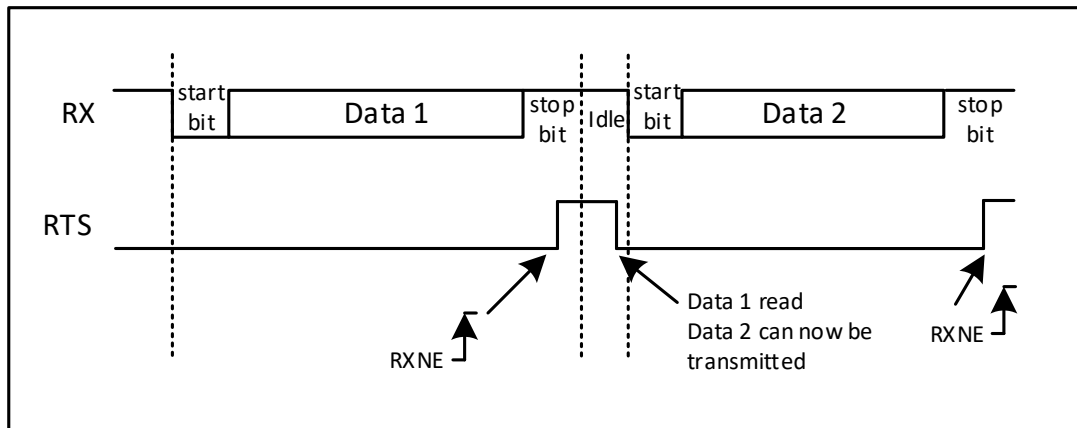 RX
start
bit
Data 1
stop
bit
Idle
start
bit
Data 2
stop
bit
RTS
RXNE
Data 1 read
Data 2 can now be
transmitted
RXNE